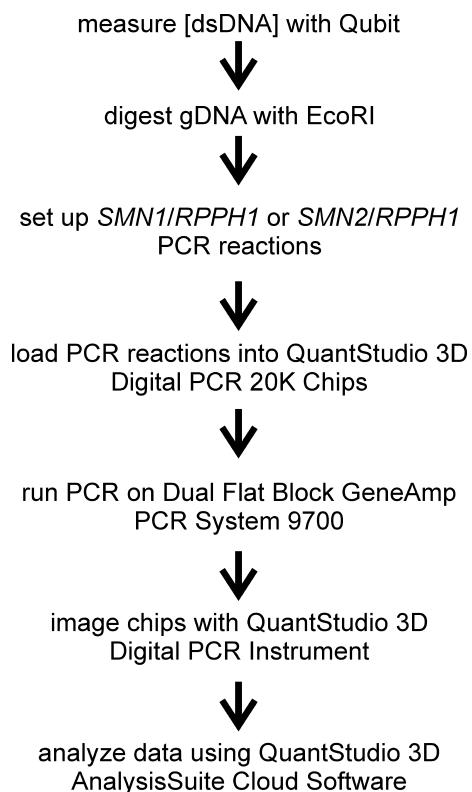 measure [dsDNA] with Qubit
digest gDNA with EcoRI
set up SMN1/RPPH1 or SMN2/RPPH1
PCR reactions
load PCR reactions into QuantStudio 3D
Digital PCR 20K Chips
run PCR on Dual Flat Block GeneAmp
PCR System 9700
image chips with QuantStudio 3D
Digital PCR Instrument
analyze data using QuantStudio 3D
AnalysisSuite Cloud Software